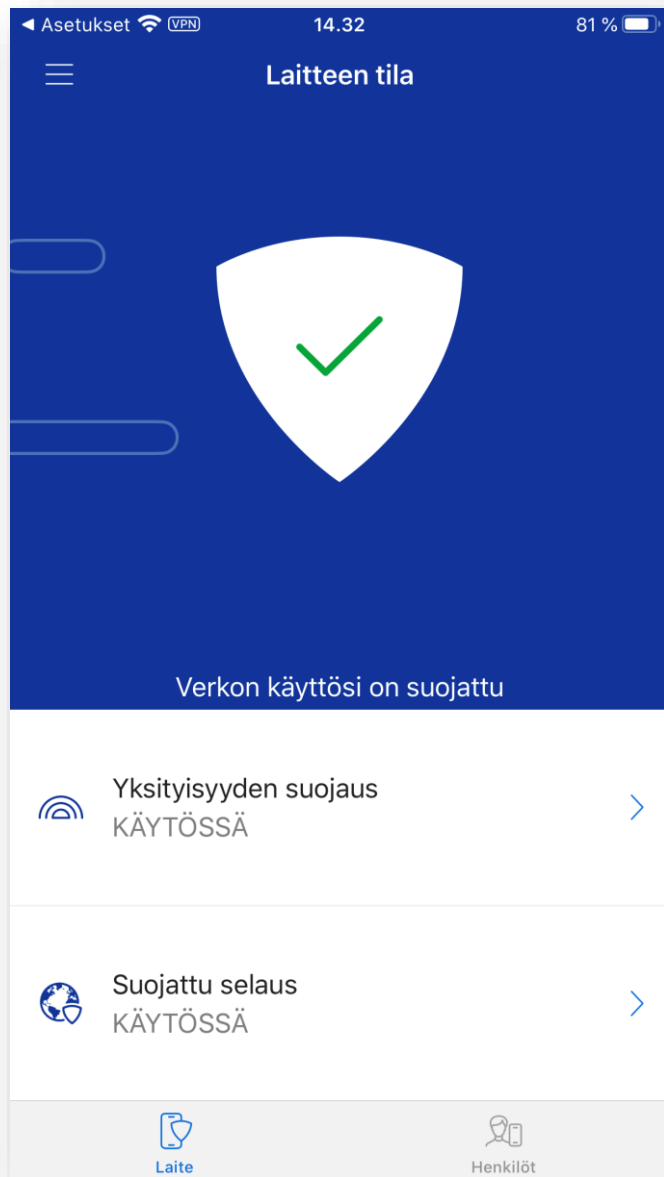 Asetukset VPN 14.32 81 %
Laitteen tila
Verkon käyttösi on suojattu
Yksityisyyden suojaus
KÄYTÖSSÄ
Suojattu selaus
KÄYTÖSSÄ
Laite Henkilöt